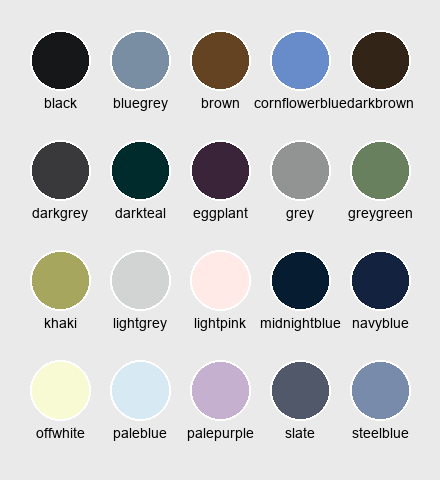 black bluegrey brown cornflowerblue darkbrown
darkgrey darkteal eggplant grey greygreen
khaki lightgrey lightpink midnightblue navyblue
offwhite paleblue palepurple slate steelblue